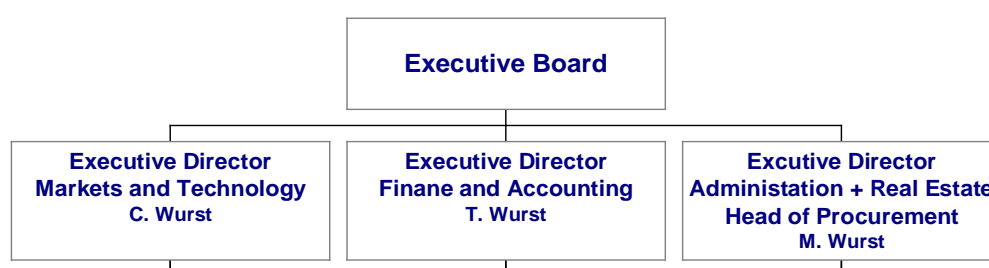 Executive Board
Executive Director
Markets and Technology
C. Wurst
Executive Director
Finane and Accounting
T. Wurst
Excutive Director
Administation + Real Estate
Head of Procurement
M. Wurst